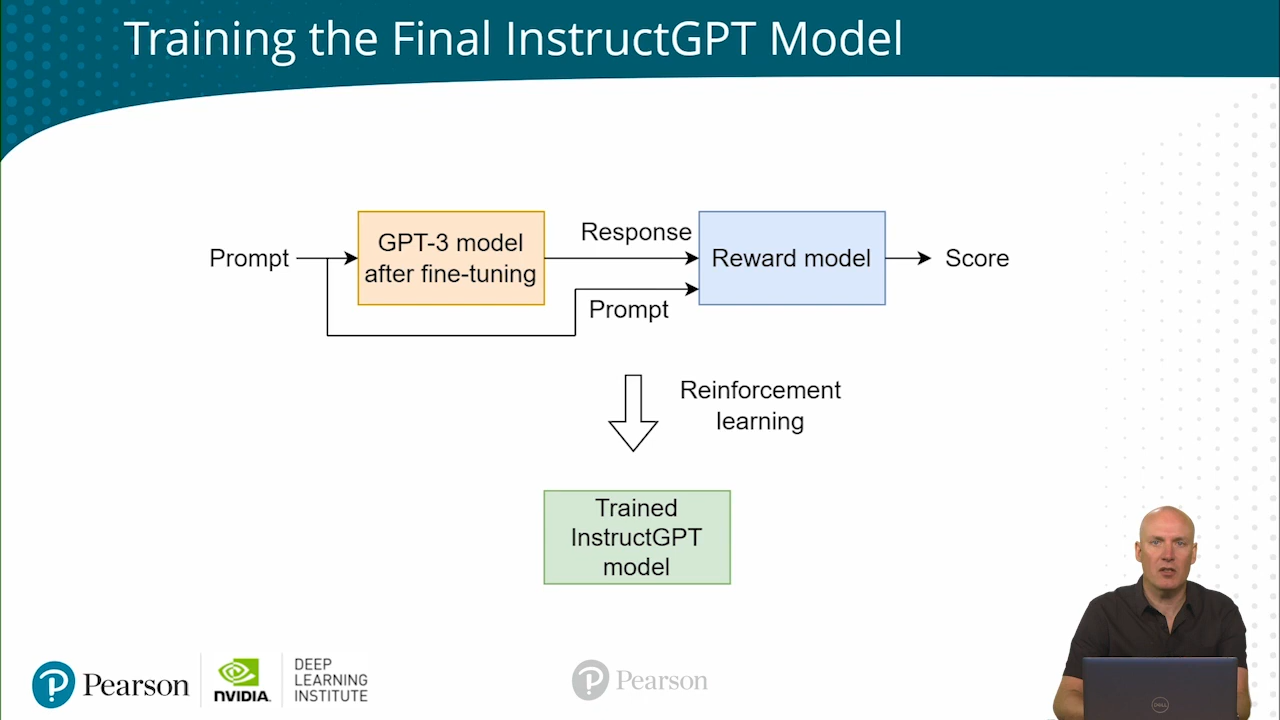 Training the Final InstructGPT Model
Prompt
GPT-3 model
after fine-tuning
Response
Prompt
Reward model
Score
Reinforcement
learning
Trained
InstructGPT
model
Pearson
NVIDIA.
DEEP
LEARNING
INSTITUTE
Pearson
DELL